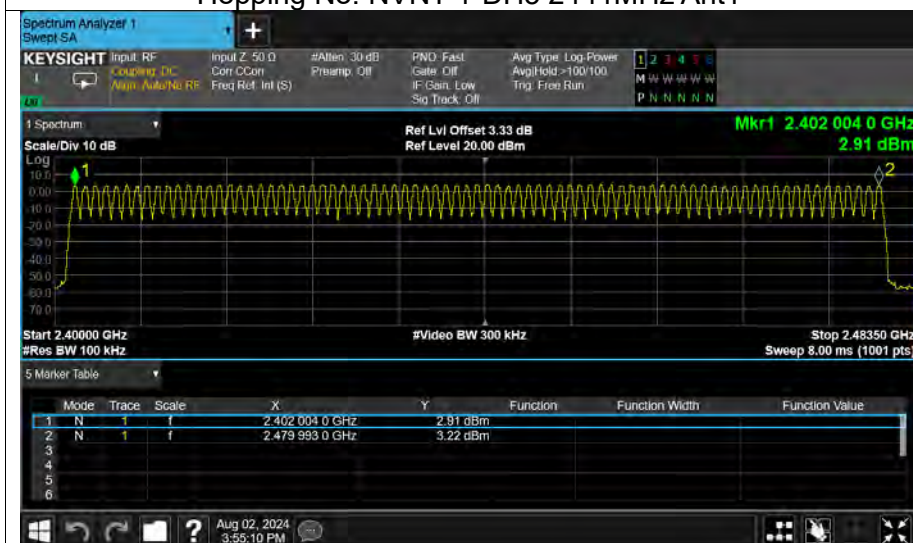 Hopping No. NVNT 1-DH5 2441MHz Ant1
Spectrum Analyzer 1
Swept SA
+
KEYSIGHT Input: RF Input Z: 50 Ω #Atten: 30 dB PNO: Fast Avg Type: Log-Power 1 2 3 4 5 6
Coupling: DC Corr CCorr Preamp: Off Gate: Off Avg|Hold:>100/100 M W W W W W
Align: Auto/No RF Freq Ref: Int (S) IF Gain: Low Trig: Free Run
Sig Track: Off P N N N N N
1 Spectrum Ref Lvl Offset 3.33 dB Mkr1 2.402 004 0 GHz
Scale/Div 10 dB Ref Level 20.00 dBm 2.91 dBm
Log
1 2
10.0
0.00
-10.0
-20.0
-30.0
-40.0
-50.0
-60.0
-70.0
Start 2.40000 GHz #Video BW 300 kHz Stop 2.48350 GHz
#Res BW 100 kHz Sweep 8.00 ms (1001 pts)
5 Marker Table
Mode Trace Scale X Y Function Function Width Function Value
1 N 1 f 2.402 004 0 GHz 2.91 dBm
2 N 1 f 2.479 993 0 GHz 3.22 dBm
3
4
5
6
? Aug 02, 2024
3:55:10 PM